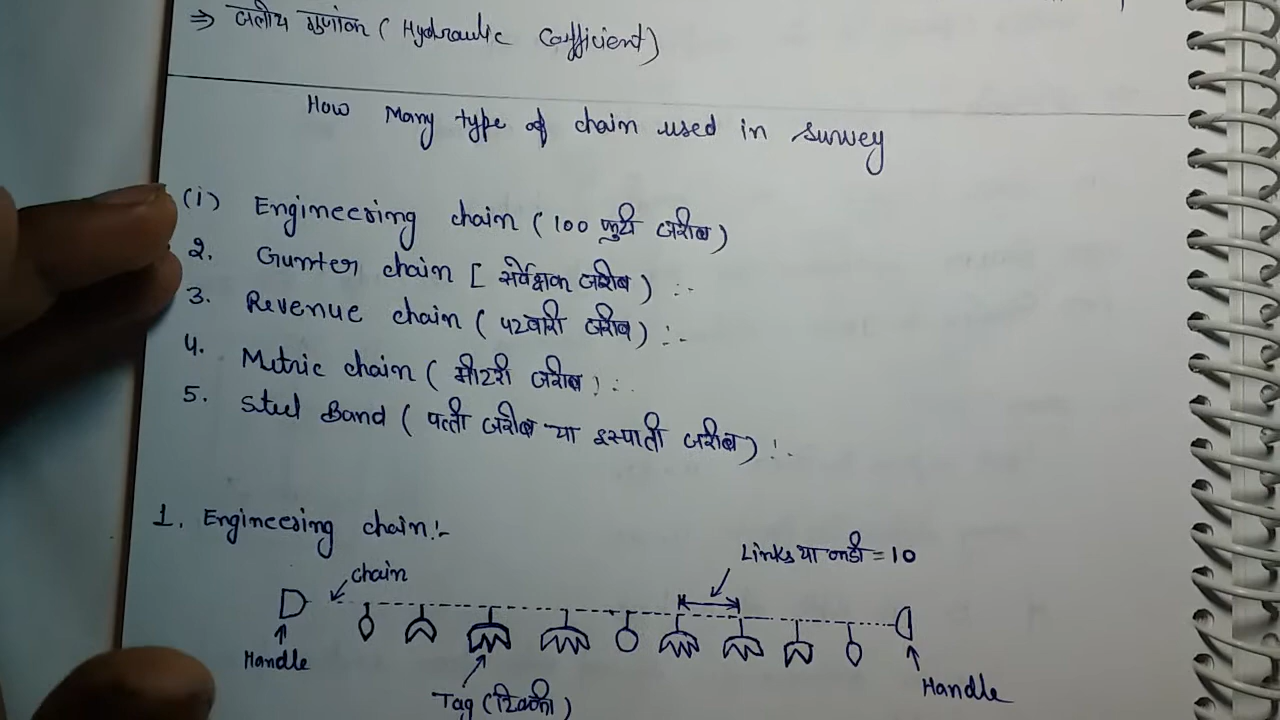 ⇒ जलीय गुणांक ( Hydraulic Cofficient)
How Many type of chain used in survey
(i) Engineering chain ( 100 फुटी जरीब)
2. Gunter chain [ सर्वेक्षक जरीब ) :-
3. Revenue chain ( पटवारी जरीब) :-
4. Metric chain ( मीटरी जरीब ) :-
5. Steel Band ( पत्ती जरीब या इस्पाती जरीब) :-
1. Engineering chain:-
Links या कडी = 10
chain
Handle
Tag (टिक्की)
Handle